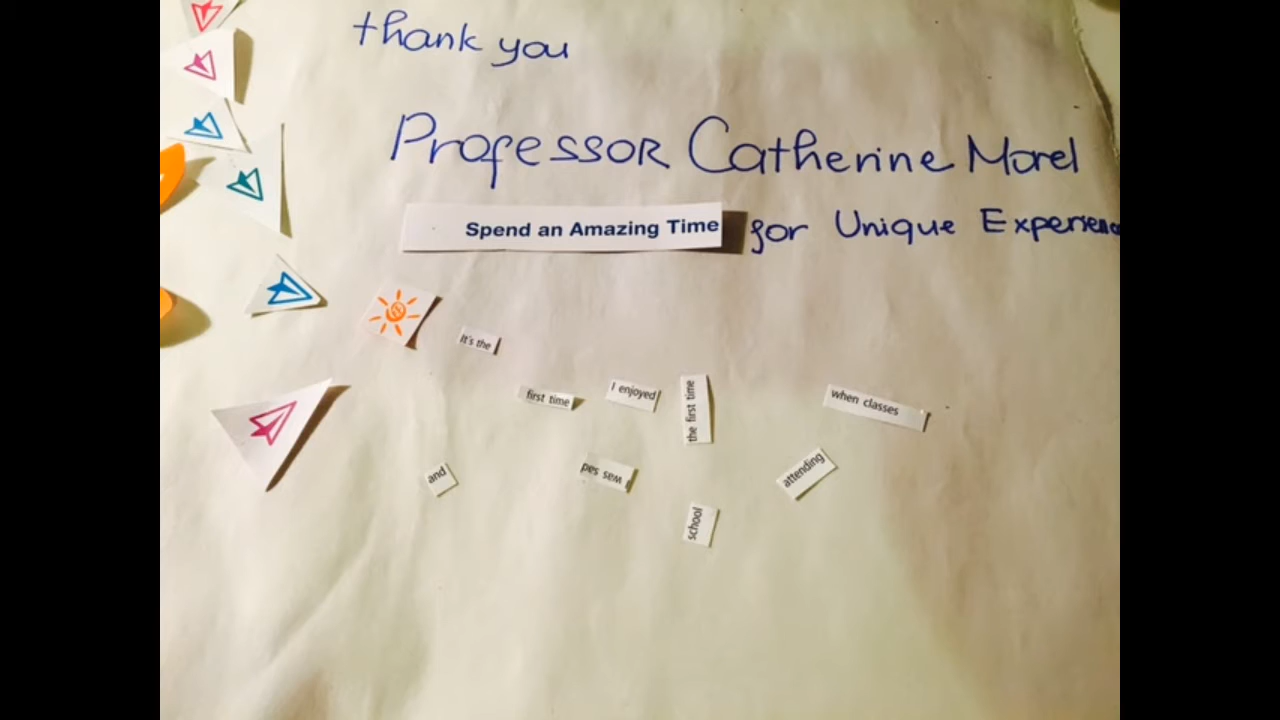 thank you
Professor Catherine Morel
Spend an Amazing Time for Unique Experienc
It's the
first time
I enjoyed
the first time
when classes
and
I was sad
school
attending